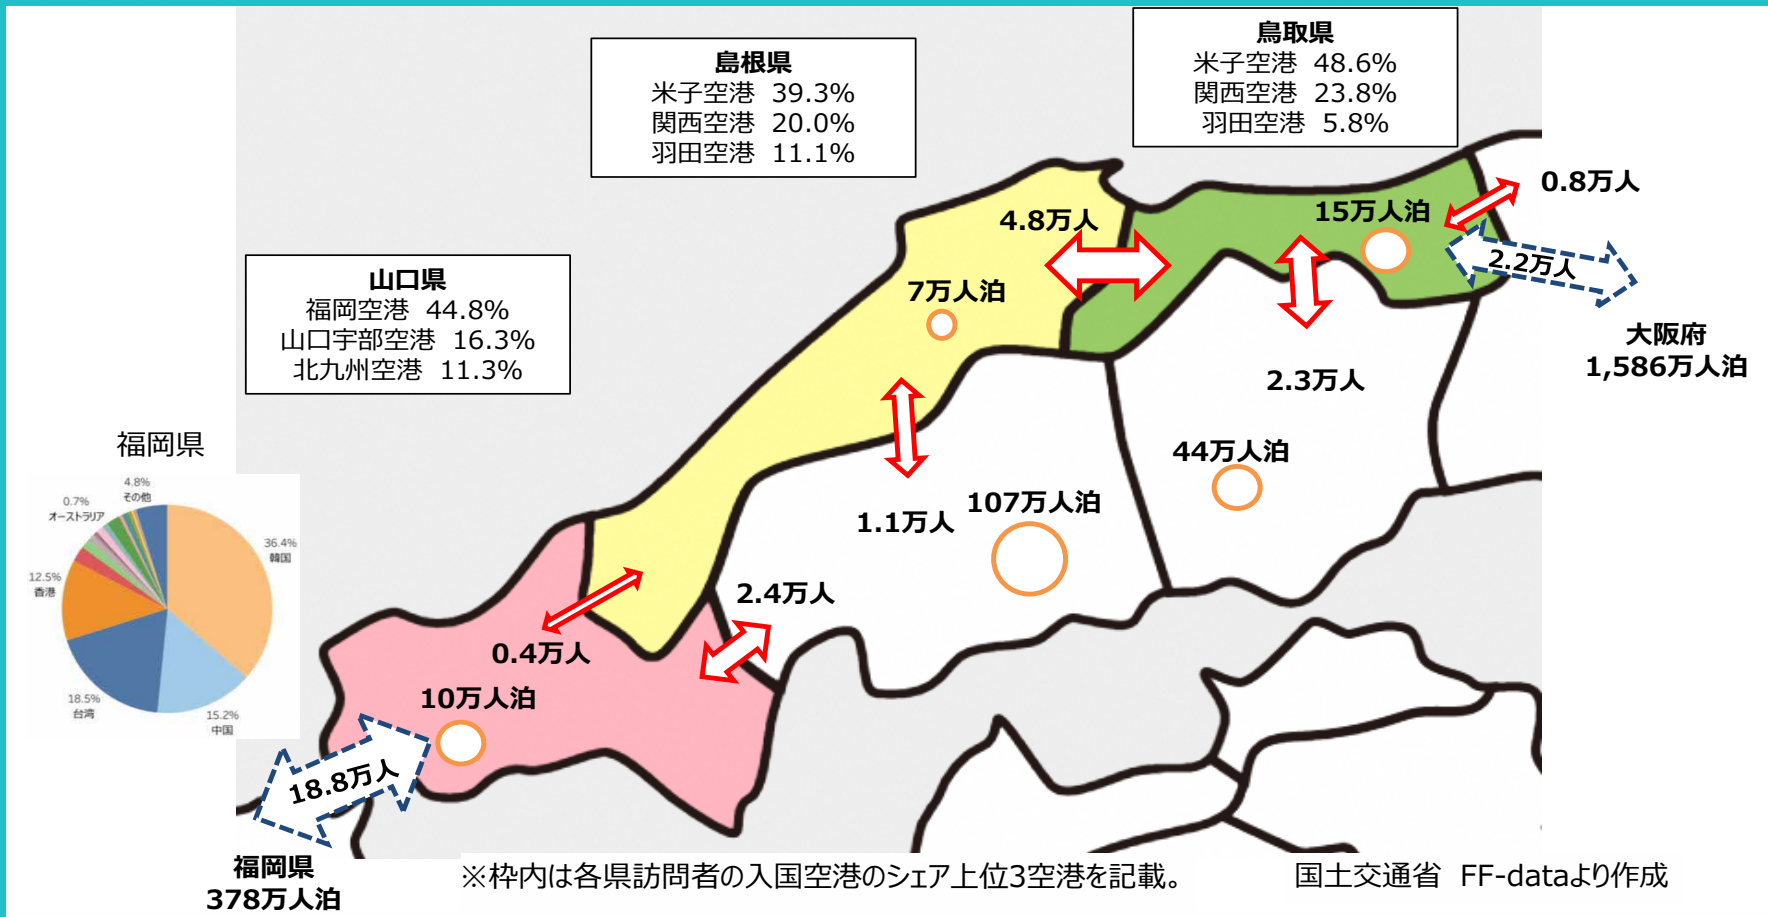 鳥取県
米子空港 48.6%
関西空港 23.8%
羽田空港 5.8%
島根県
米子空港 39.3%
関西空港 20.0%
羽田空港 11.1%
山口県
福岡空港 44.8%
山口宇部空港 16.3%
北九州空港 11.3%
0.8万人
15万人泊
4.8万人
2.2万人
7万人泊
大阪府
1,586万人泊
2.3万人
44万人泊
107万人泊
1.1万人
2.4万人
0.4万人
10万人泊
18.8万人
福岡県
4.8%
その他
0.7%
オーストラリア
36.4%
韓国
12.5%
香港
18.5%
台湾
15.2%
中国
福岡県
378万人泊
※枠内は各県訪問者の入国空港のシェア上位3空港を記載。
国土交通省 FF-dataより作成